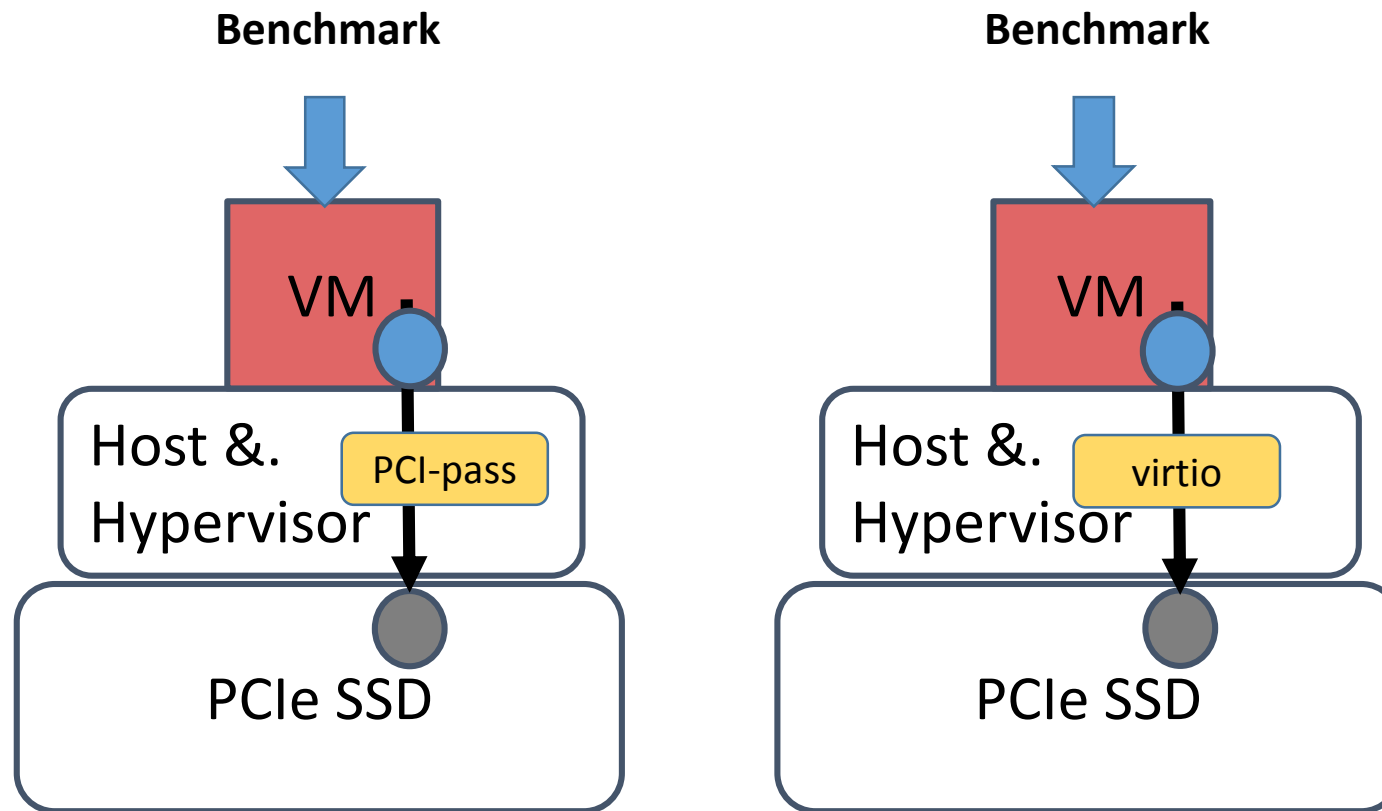 Benchmark
VM
Host &.
Hypervisor
PCI-pass
PCIe SSD
Benchmark
VM
Host &.
Hypervisor
virtio
PCIe SSD